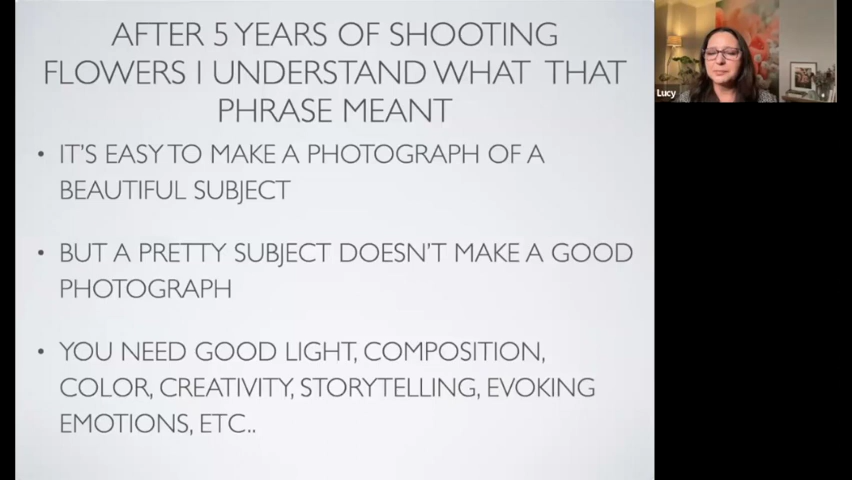 AFTER 5 YEARS OF SHOOTING
FLOWERS I UNDERSTAND WHAT THAT
PHRASE MEANT
• IT'S EASY TO MAKE A PHOTOGRAPH OF A
BEAUTIFUL SUBJECT
• BUT A PRETTY SUBJECT DOESN'T MAKE A GOOD
PHOTOGRAPH
• YOU NEED GOOD LIGHT, COMPOSITION,
COLOR, CREATIVITY, STORYTELLING, EVOKING
EMOTIONS, ETC..
Lucy